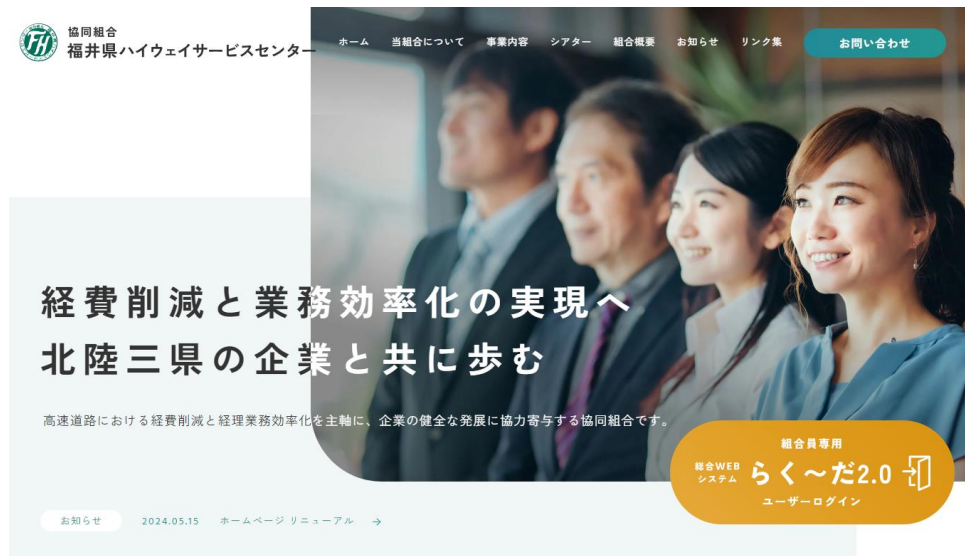 FH
協同組合
福井県ハイウェイサービスセンター
ホーム 当組合について 事業内容 シアター 組合概要 お知らせ リンク集 お問い合わせ
経費削減と業務効率化の実現へ
北陸三県の企業と共に歩む
高速道路における経費削減と経理業務効率化を主軸に、企業の健全な発展に協力寄与する協同組合です。
組合員専用
総合WEB
システム
らく～だ2.0
ユーザーログイン
お知らせ 2024.05.15 ホームページ リニューアル →